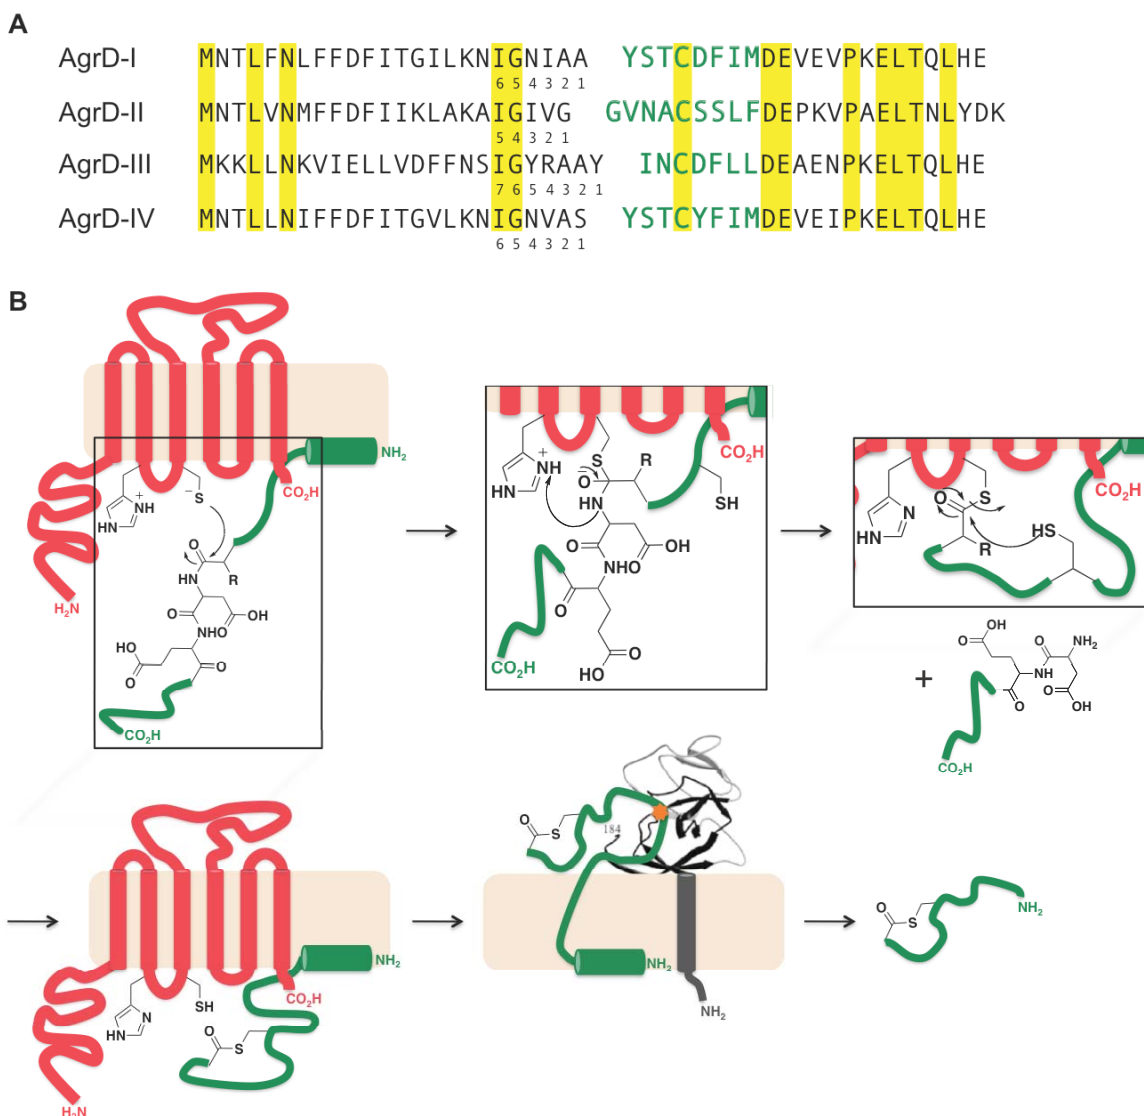 A
AgrD-I MNTLFNLFFDFITGILKNIGNIAA YSTCDFIMDEVEVPKELTQLHE
6 5 4 3 2 1
AgrD-II MNTLVNMFFDFIIKLAKAIGIVG GVNACSSLFDEPKVPAELTNLYDK
5 4 3 2 1
AgrD-III MKKLLNKVIELLVDFFNSIGYRAAY INCDFLLDEAENPKELTQLHE
7 6 5 4 3 2 1
AgrD-IV MNTLLNIFFDFITGVLKNIGNVAS YSTCYFIMDEVEIPKELTQLHE
6 5 4 3 2 1
B
NH₂
CO₂H
+
NH
HN
−
S
O
NH
R
O
OH
NH
O
HO
O
O
CO₂H
H₂N
CO₂H
+
NH
HN
S
R
−
O
HN
SH
O
OH
NH
O
O
O
HO
CO₂H
CO₂H
O
S
HN
N
R
HS
+
OH
O
O
NH₂
NH
O
O
OH
CO₂H
NH₂
CO₂H
SH
HN
N
O
S
H₂N
O
S
184
NH₂
NH₂
O
S
NH₂